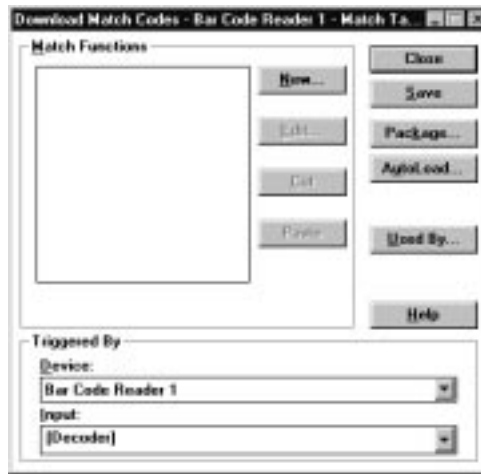 Download Match Codes - Bar Code Reader 1 - Match Ta...
Match Functions
New...
Edit...
Cut
Paste
Close
Save
Package...
AutoLoad...
Used By...
Help
Triggered By
Device:
Bar Code Reader 1
Input:
[Decoder]